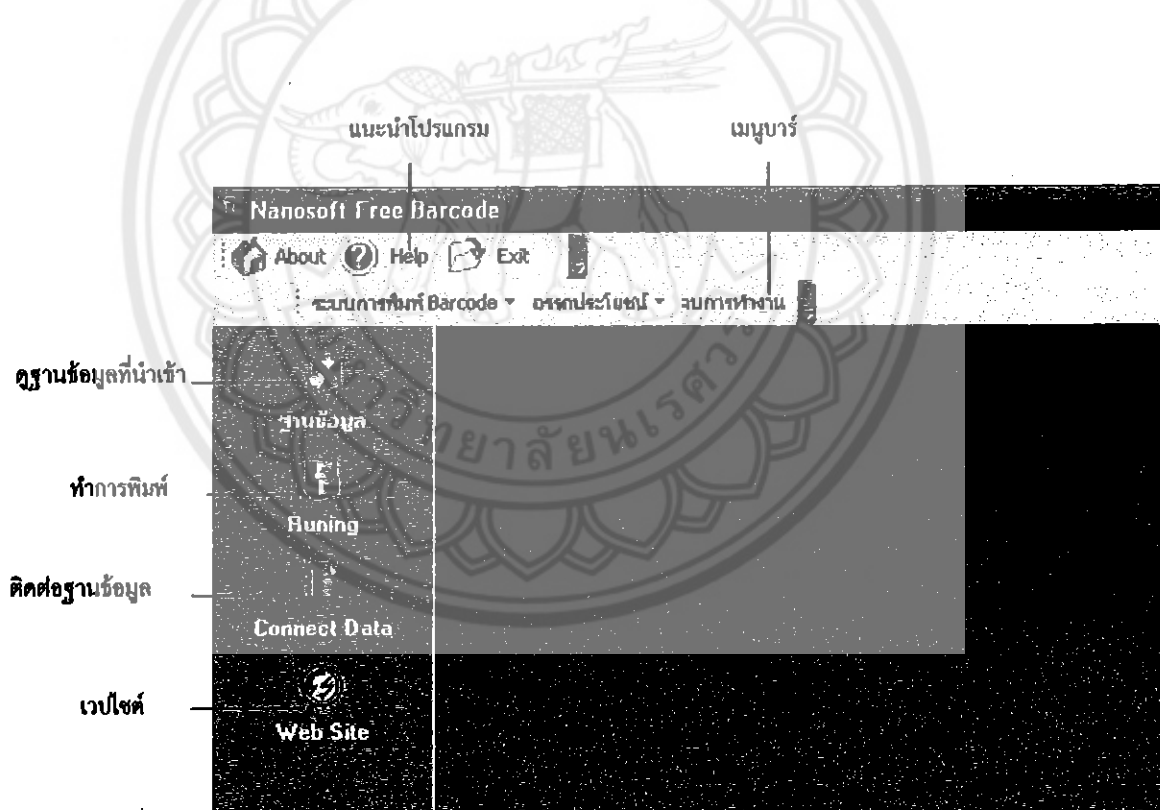 แนะนำโปรแกรม เมนูบาร์
Nanosoft Free Barcode
About Help Exit
ระบบการพิมพ์ Barcode อรรถประโยชน์ จบการทำงาน
ดูฐานข้อมูลที่นำเข้า
ฐานข้อมูล
ทำการพิมพ์
Runing
ติดต่อฐานข้อมูล
Connect Data
เวปไซต์
Web Site